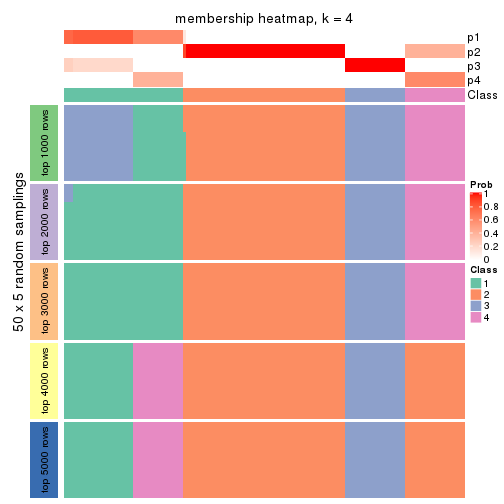 membership heatmap, k = 4
p1
p2
p3
p4
Class
50 x 5 random samplings
top 1000 rows
top 2000 rows
top 3000 rows
top 4000 rows
top 5000 rows
Prob
1
0.8
0.6
0.4
0.2
0
Class
1
2
3
4